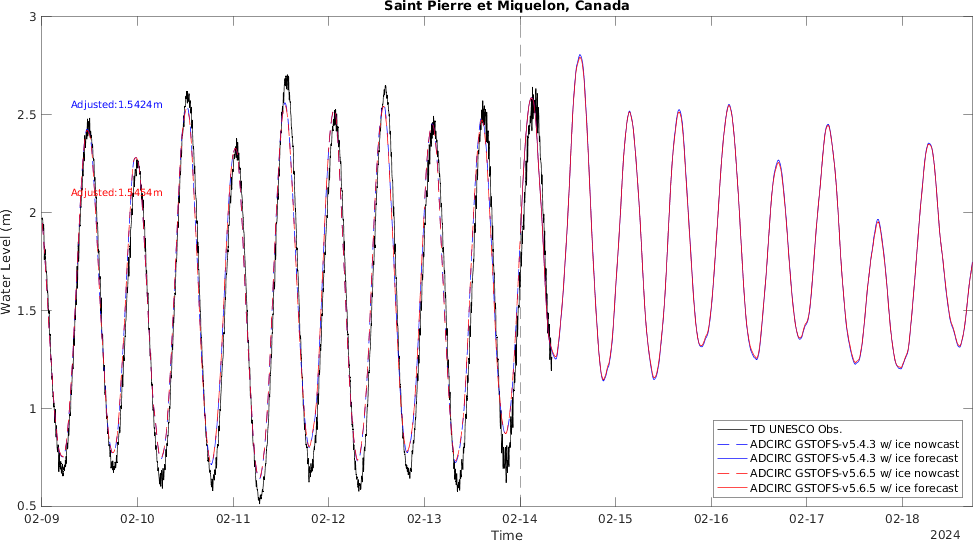 Saint Pierre et Miquelon, Canada
3
2.5
2
1.5
1
0.5
Water Level (m)
Adjusted:1.5424m
Adjusted:1.5454m
TD UNESCO Obs.
ADCIRC GSTOFS-v5.4.3 w/ ice nowcast
ADCIRC GSTOFS-v5.4.3 w/ ice forecast
ADCIRC GSTOFS-v5.6.5 w/ ice nowcast
ADCIRC GSTOFS-v5.6.5 w/ ice forecast
02-09 02-10 02-11 02-12 02-13 02-14 02-15 02-16 02-17 02-18
Time
2024